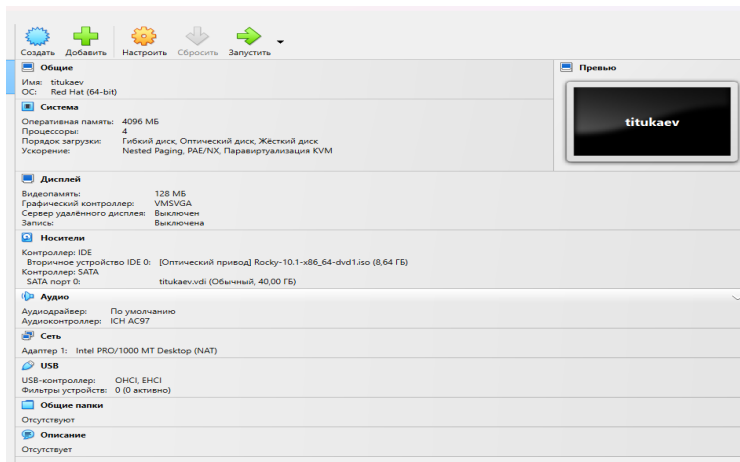 Создать Добавить Настроить Сбросить Запустить
Общие
Имя: titukaev
ОС: Red Hat (64-bit)
Превью
titukaev
Система
Оперативная память: 4096 МБ
Процессоры: 4
Порядок загрузки: Гибкий диск, Оптический диск, Жёсткий диск
Ускорение: Nested Paging, PAE/NX, Паравиртуализация KVM
Дисплей
Видеопамять: 128 МБ
Графический контроллер: VMSVGA
Сервер удалённого дисплея: Выключен
Запись: Выключена
Носители
Контроллер: IDE
Вторичное устройство IDE 0: [Оптический привод] Rocky-10.1-x86_64-dvd1.iso (8,64 ГБ)
Контроллер: SATA
SATA порт 0: titukaev.vdi (Обычный, 40,00 ГБ)
Аудио
Аудиодрайвер: По умолчанию
Аудиоконтроллер: ICH AC97
Сеть
Адаптер 1: Intel PRO/1000 MT Desktop (NAT)
USB
USB-контроллер: OHCI, EHCI
Фильтры устройств: 0 (0 активно)
Общие папки
Отсутствуют
Описание
Отсутствует